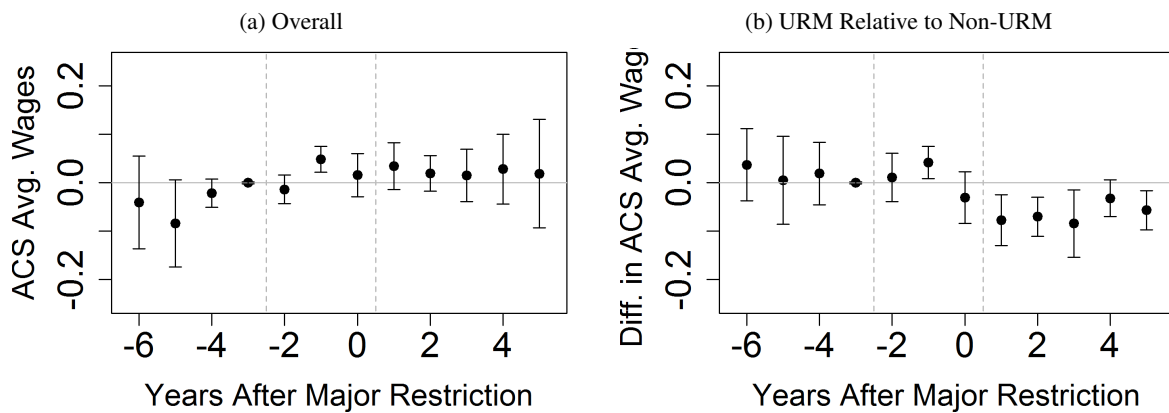 (a) Overall
(b) URM Relative to Non-URM
ACS Avg. Wages
0.2
0.0
-0.2
-6 -4 -2 0 2 4
Years After Major Restriction
Diff. in ACS Avg. Wag
0.2
0.0
-0.2
-6 -4 -2 0 2 4
Years After Major Restriction